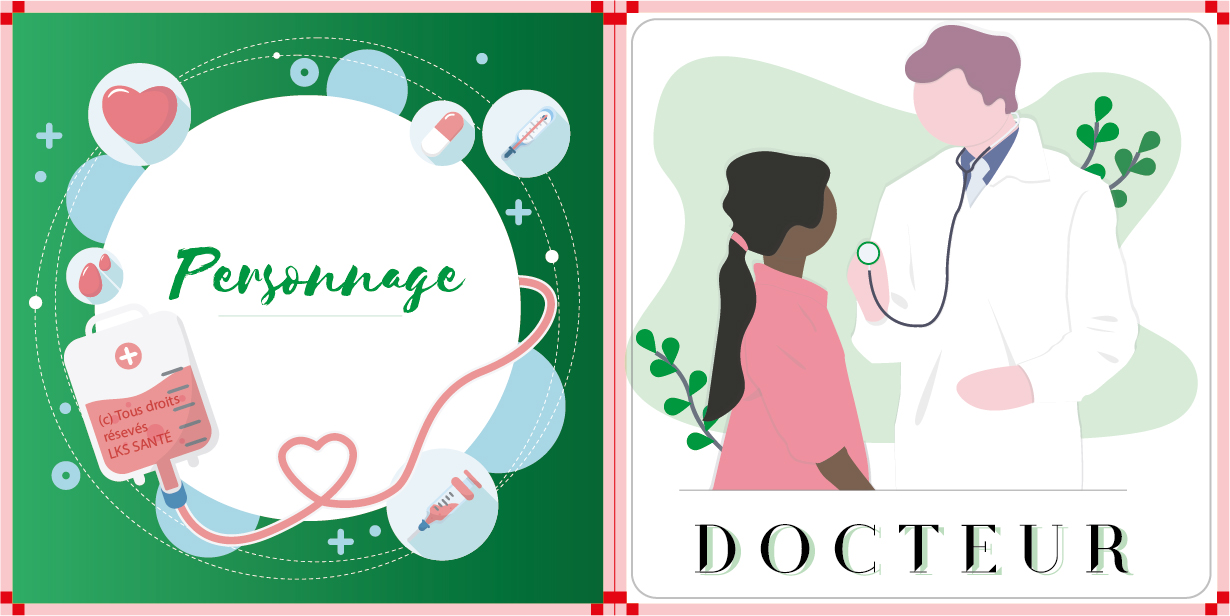 Personnage
(c) Tous droits
résevés
LKS SANTÉ
DOCTEUR